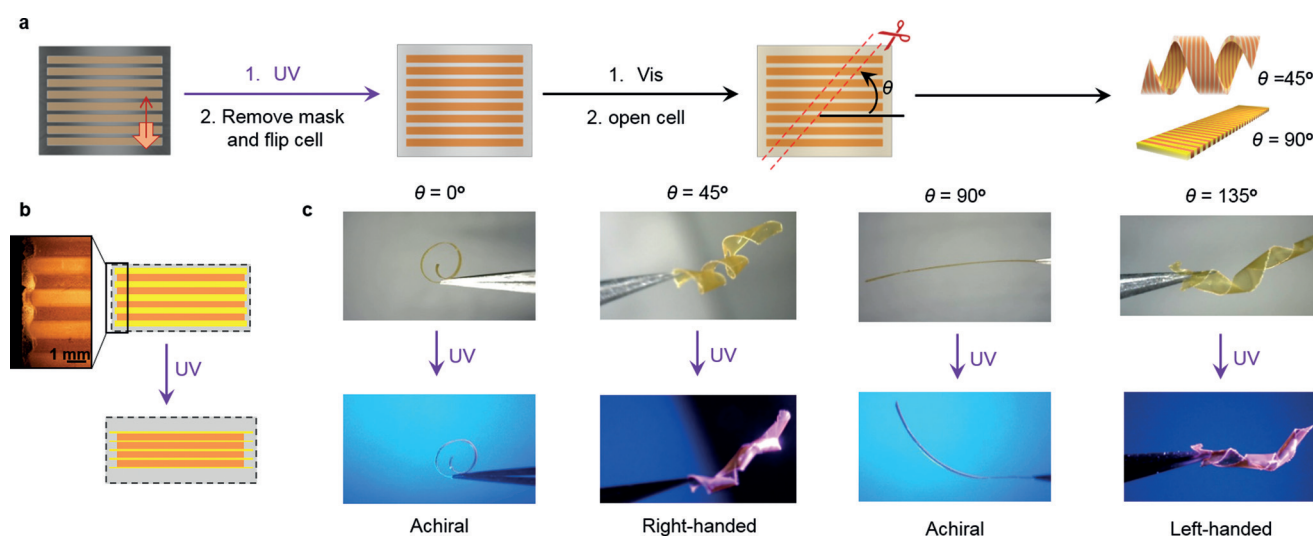 a
1. UV
2. Remove mask
and flip cell
1. Vis
2. open cell
θ
θ =45º
θ = 90º
b
1 mm
UV
c
θ = 0º
θ = 45º
θ = 90º
θ = 135º
UV
UV
UV
UV
Achiral
Right-handed
Achiral
Left-handed